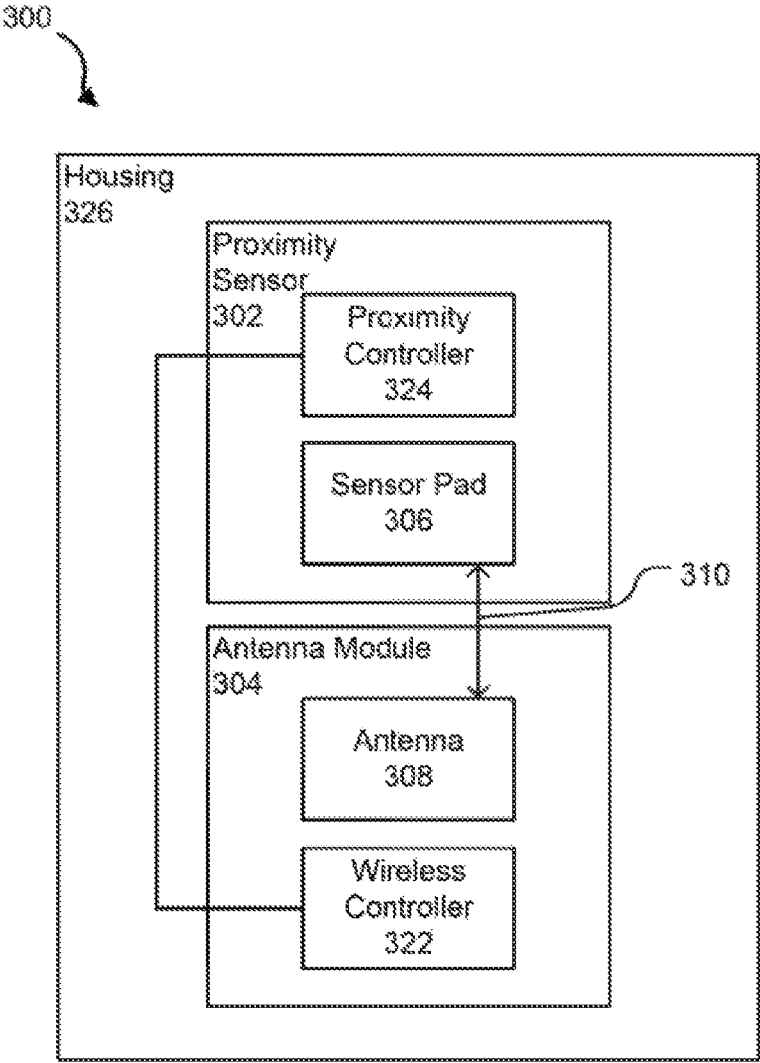 300
Housing
326
Proximity
Sensor
302
Proximity
Controller
324
Sensor Pad
306
310
Antenna Module
304
Antenna
308
Wireless
Controller
322